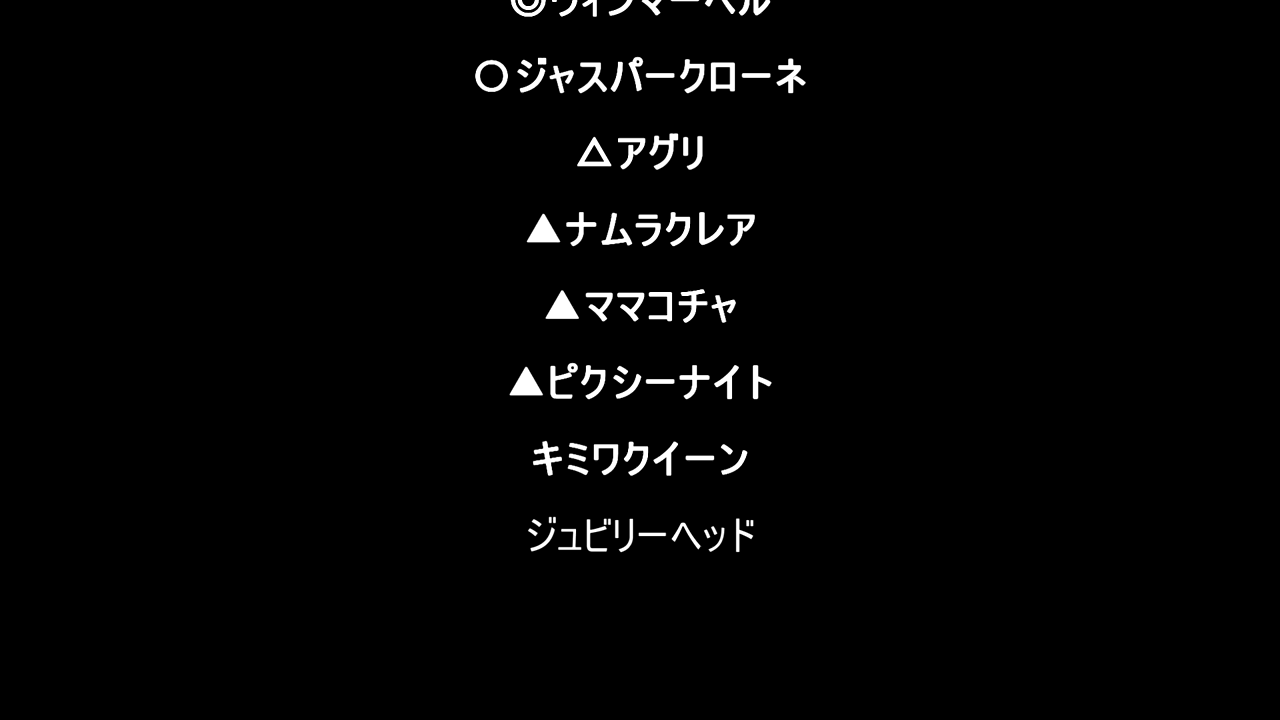 ◎ウインマーベル
〇ジャスパークローネ
△アグリ
▲ナムラクレア
▲ママコチャ
▲ピクシーナイト
キミワクイーン
ジュビリーヘッド